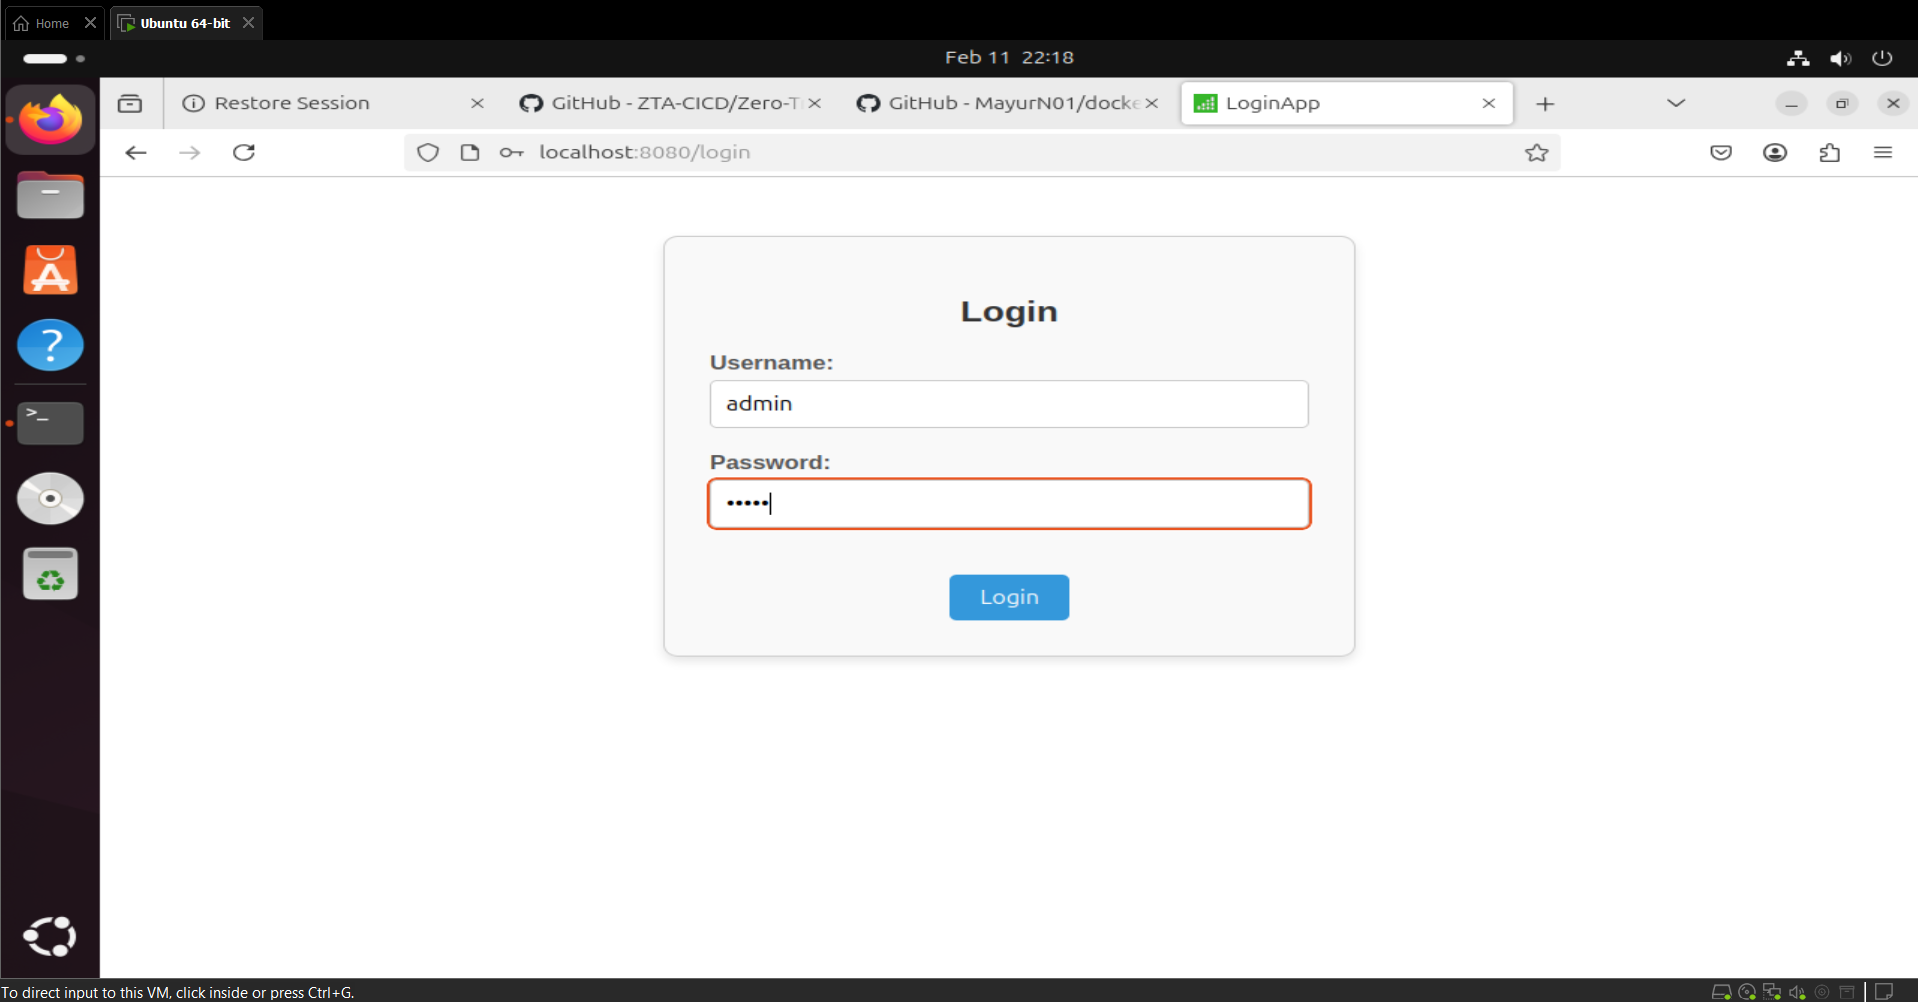 Home
Ubuntu 64-bit
Feb 11 22:18
Restore Session
GitHub - ZTA-CICD/Zero-T
GitHub - MayurN01/docke
LoginApp
localhost:8080/login
Login
Username:
admin
Password:
•••••
Login
To direct input to this VM, click inside or press Ctrl+G.